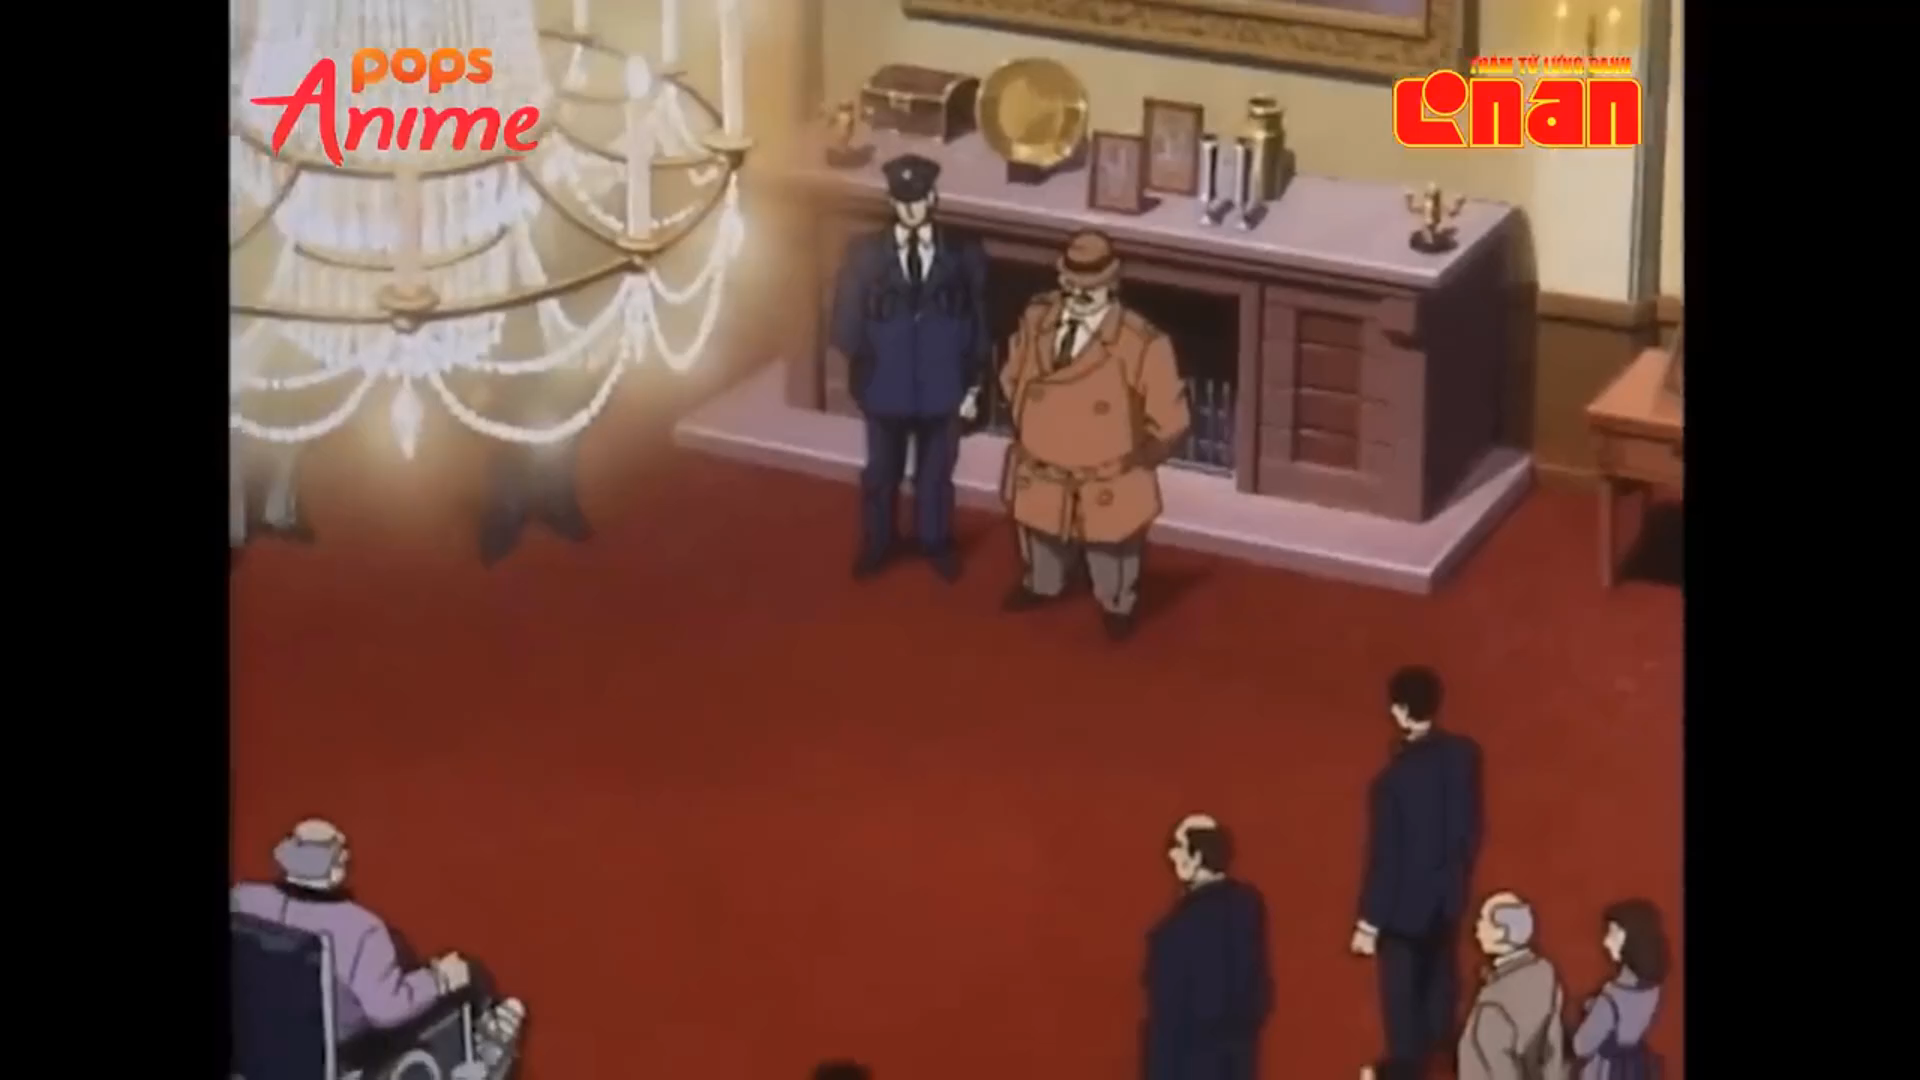 pops
Anime
THÁM TỬ LỪNG DANH
Conan